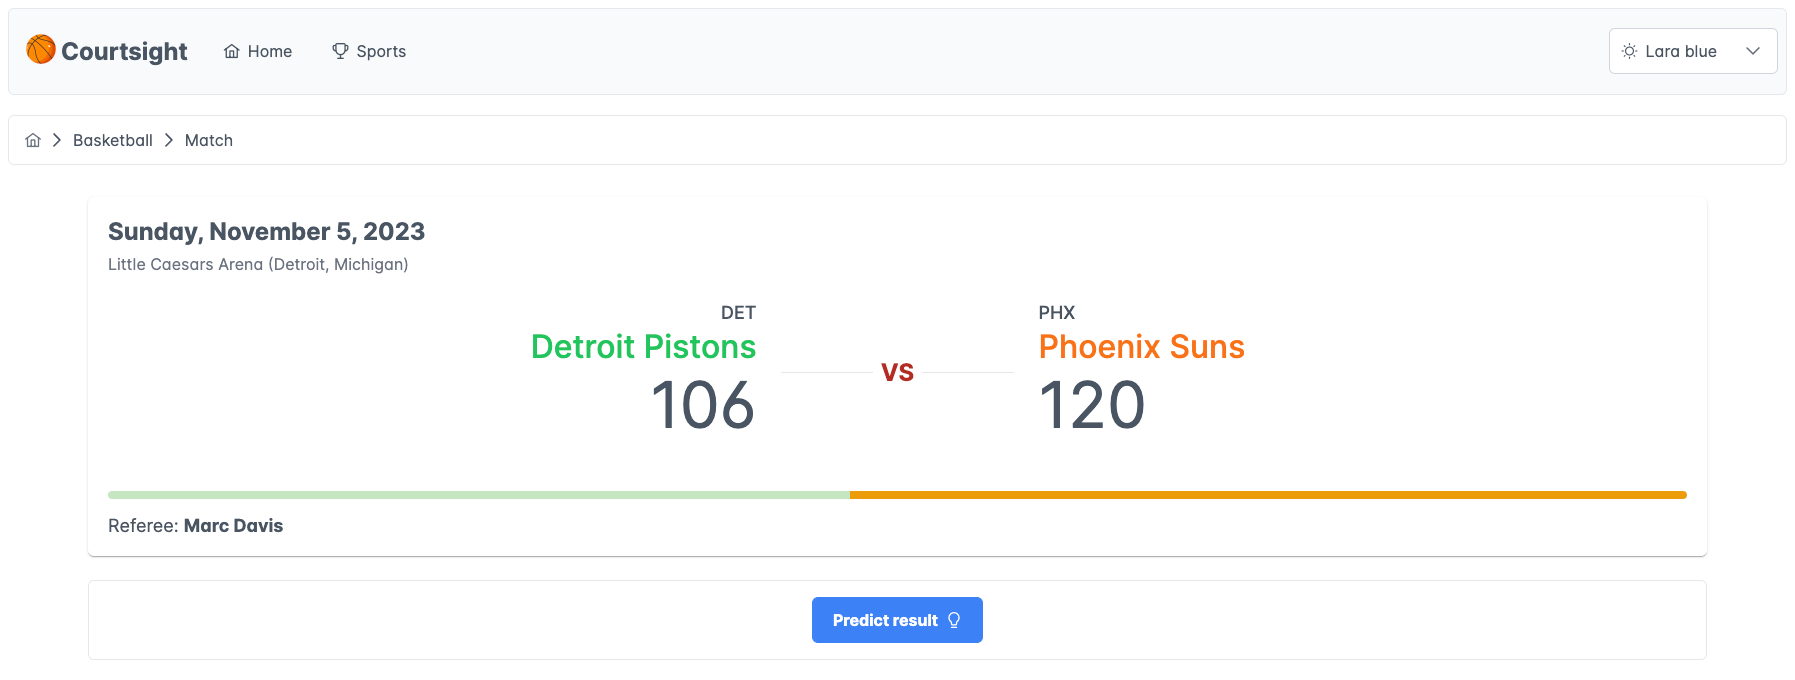 Courtsight
Home
Sports
Lara blue
Basketball
Match
Sunday, November 5, 2023
Little Caesars Arena (Detroit, Michigan)
DET
Detroit Pistons
106
VS
PHX
Phoenix Suns
120
Referee: Marc Davis
Predict result